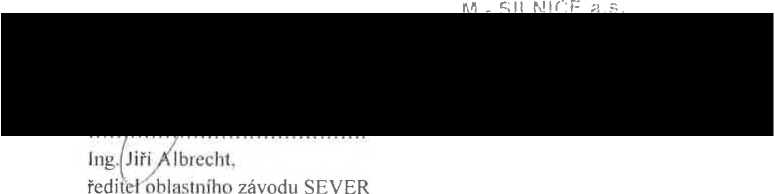 M - SILNICE a.s.
Ing. Jiří Albrecht,
ředitel oblastního závodu SEVER